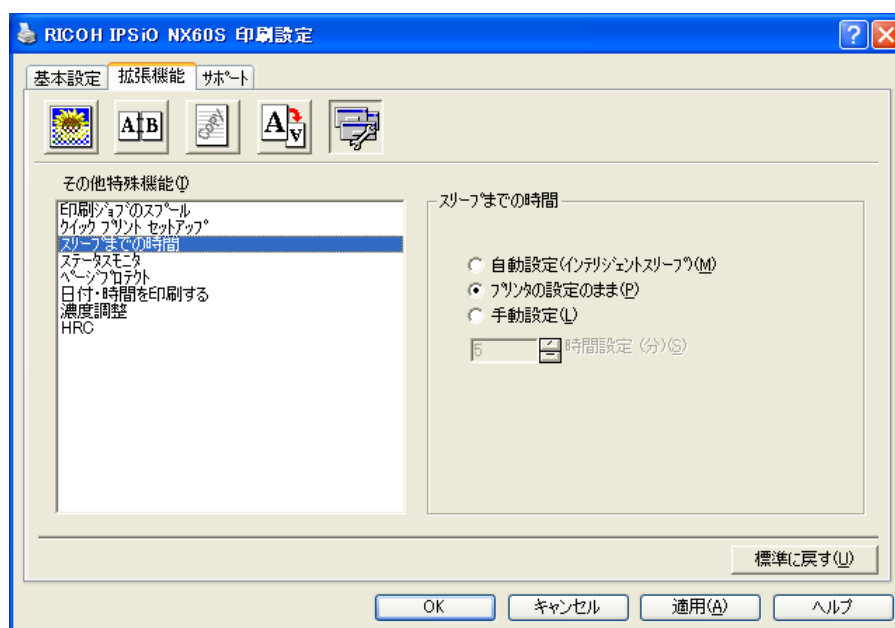 RICOH IPSiO NX60S 印刷設定
基本設定 拡張機能 ｻﾎﾟｰﾄ
A B
COPY
A V
その他特殊機能(I)
印刷ｼﾞｮﾌﾞのｽﾌﾟｰﾙ
ｸｲｯｸ ﾌﾟﾘﾝﾄ ｾｯﾄｱｯﾌﾟ
ｽﾘｰﾌﾟまでの時間
ｽﾃｰﾀｽﾓﾆﾀ
ﾍﾟｰｼﾞﾌﾟﾛﾃｸﾄ
日付･時間を印刷する
濃度調整
HRC
ｽﾘｰﾌﾟまでの時間
自動設定(ｲﾝﾃﾘｼﾞｪﾝﾄｽﾘｰﾌﾟ)(M)
ﾌﾟﾘﾝﾀの設定のまま(P)
手動設定(L)
5 時間設定 (分)(S)
標準に戻す(U)
OK キャンセル 適用(A) ヘルプ